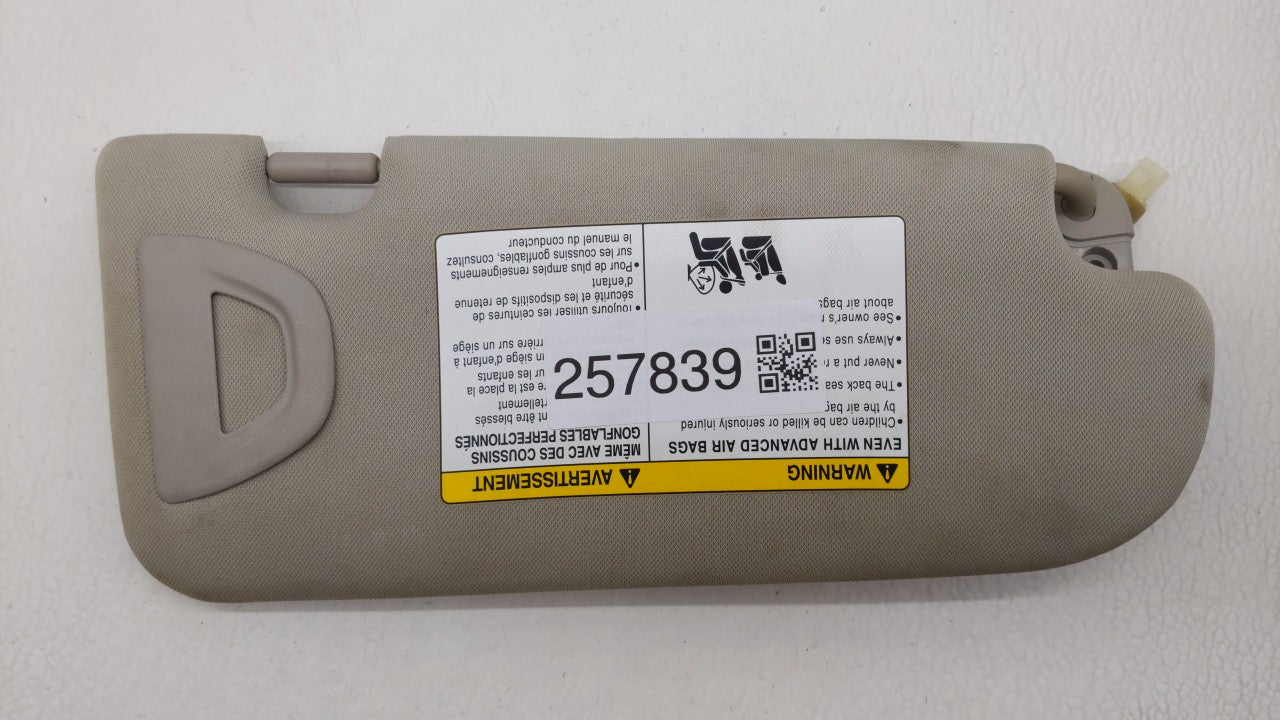 257839
WARNING
EVEN WITH ADVANCED AIR BAGS
•Children can be killed or seriously injured
by the air bag
•The back sea
•Never put a
•Always use
•See owner's
about air bags
AVERTISSEMENT
MÊME AVEC DES COUSSINS
GONFLABLES PERFECTIONNÉS
être blessés
est la place la
les enfants
siège d'enfant à
sur un siège
•Toujours utiliser les ceintures de
sécurité et les dispositifs de retenue
d'enfant
•Pour de plus amples renseignements
sur les coussins gonflables, consultez
le manuel du conducteur